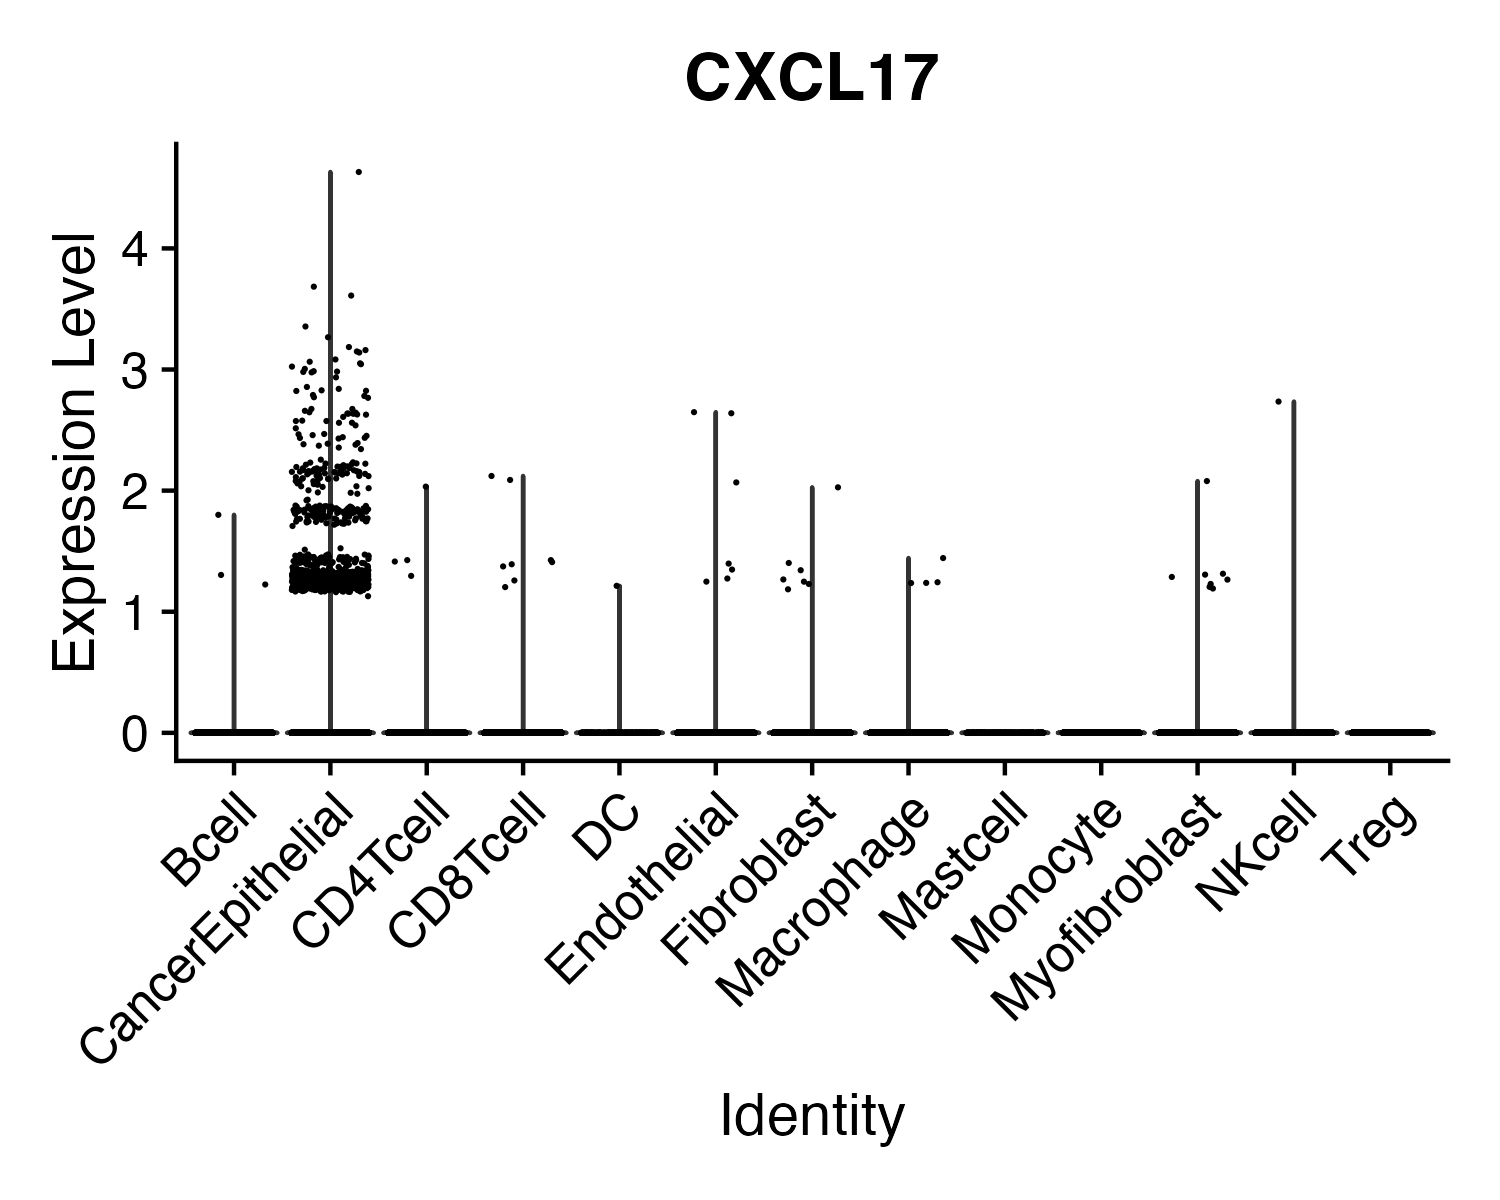 CXCL17
Expression Level
4
3
2
1
0
Bcell
CancerEpithelial
CD4Tcell
CD8Tcell
DC
Endothelial
Fibroblast
Macrophage
Mastcell
Monocyte
Myofibroblast
NKcell
Treg
Identity